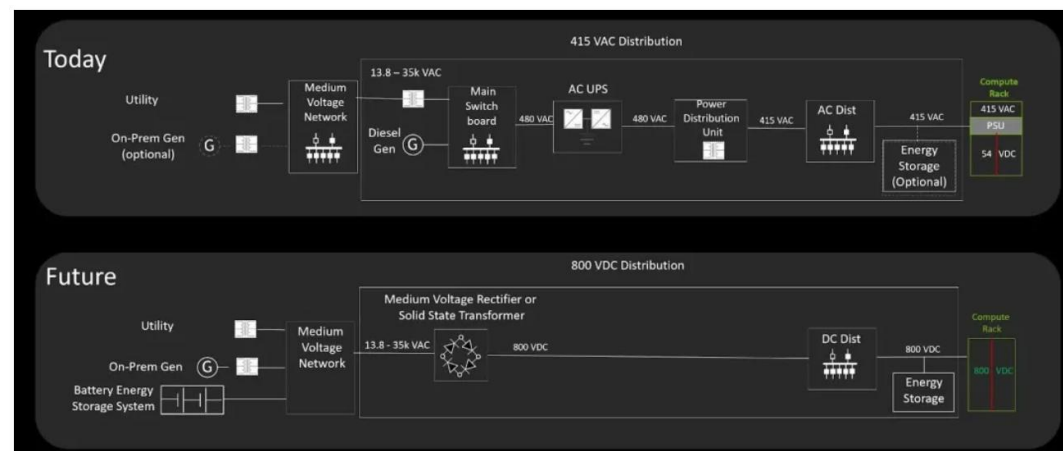 415 VAC Distribution
Today
13.8 – 35k VAC
Utility
On-Prem Gen
(optional)
G
Medium
Voltage
Network
Diesel
Gen
G
Main
Switch
board
480 VAC
AC UPS
480 VAC
Power
Distribution
Unit
415 VAC
AC Dist
415 VAC
Energy
Storage
(Optional)
Compute
Rack
415 VAC
PSU
54 VDC
800 VDC Distribution
Future
Utility
On-Prem Gen
G
Battery Energy
Storage System
Medium
Voltage
Network
13.8 - 35k VAC
Medium Voltage Rectifier or
Solid State Transformer
800 VDC
DC Dist
800 VDC
Energy
Storage
Compute
Rack
800 VDC